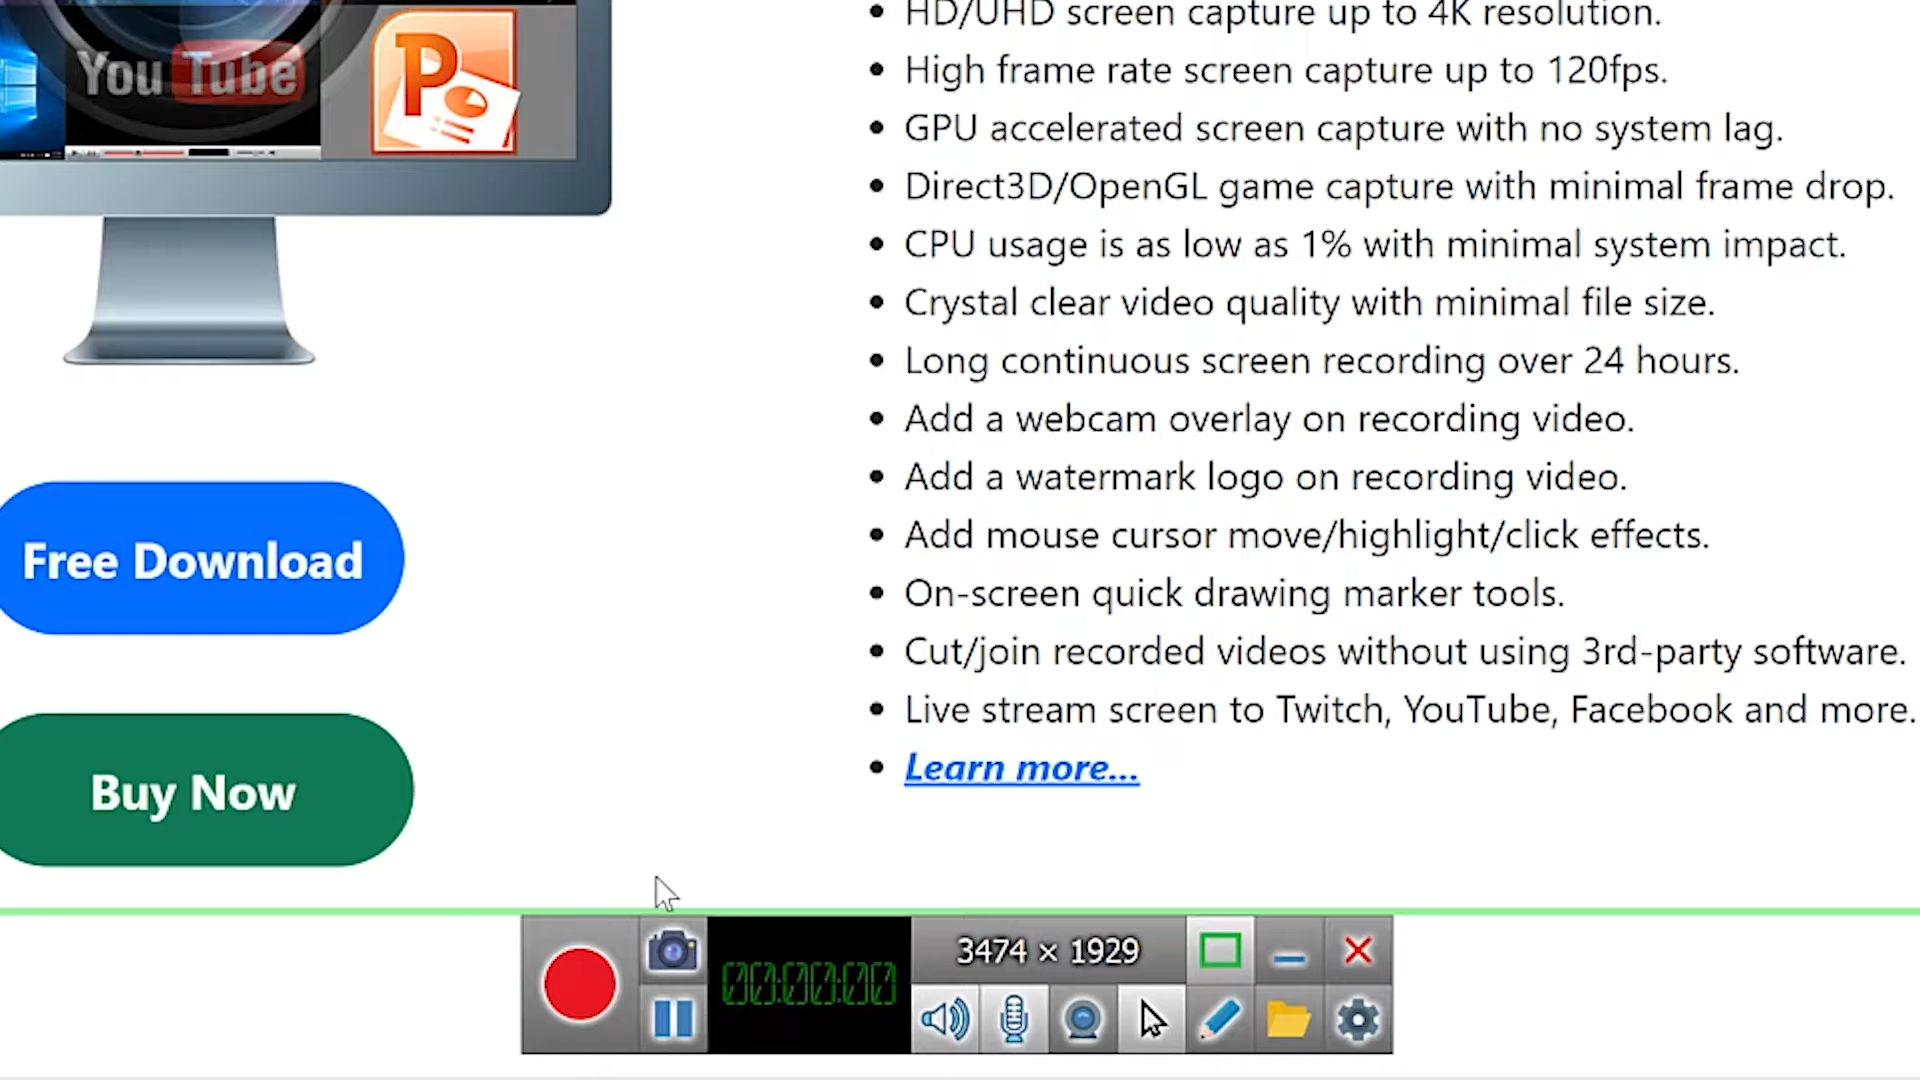 HD/UHD screen capture up to 4K resolution.
You Tube
P
High frame rate screen capture up to 120fps.
GPU accelerated screen capture with no system lag.
Direct3D/OpenGL game capture with minimal frame drop.
CPU usage is as low as 1% with minimal system impact.
Crystal clear video quality with minimal file size.
Long continuous screen recording over 24 hours.
Add a webcam overlay on recording video.
Add a watermark logo on recording video.
Add mouse cursor move/highlight/click effects.
On-screen quick drawing marker tools.
Cut/join recorded videos without using 3rd-party software.
Live stream screen to Twitch, YouTube, Facebook and more.
Learn more...
Free Download
Buy Now
00:00:00
3474 × 1929